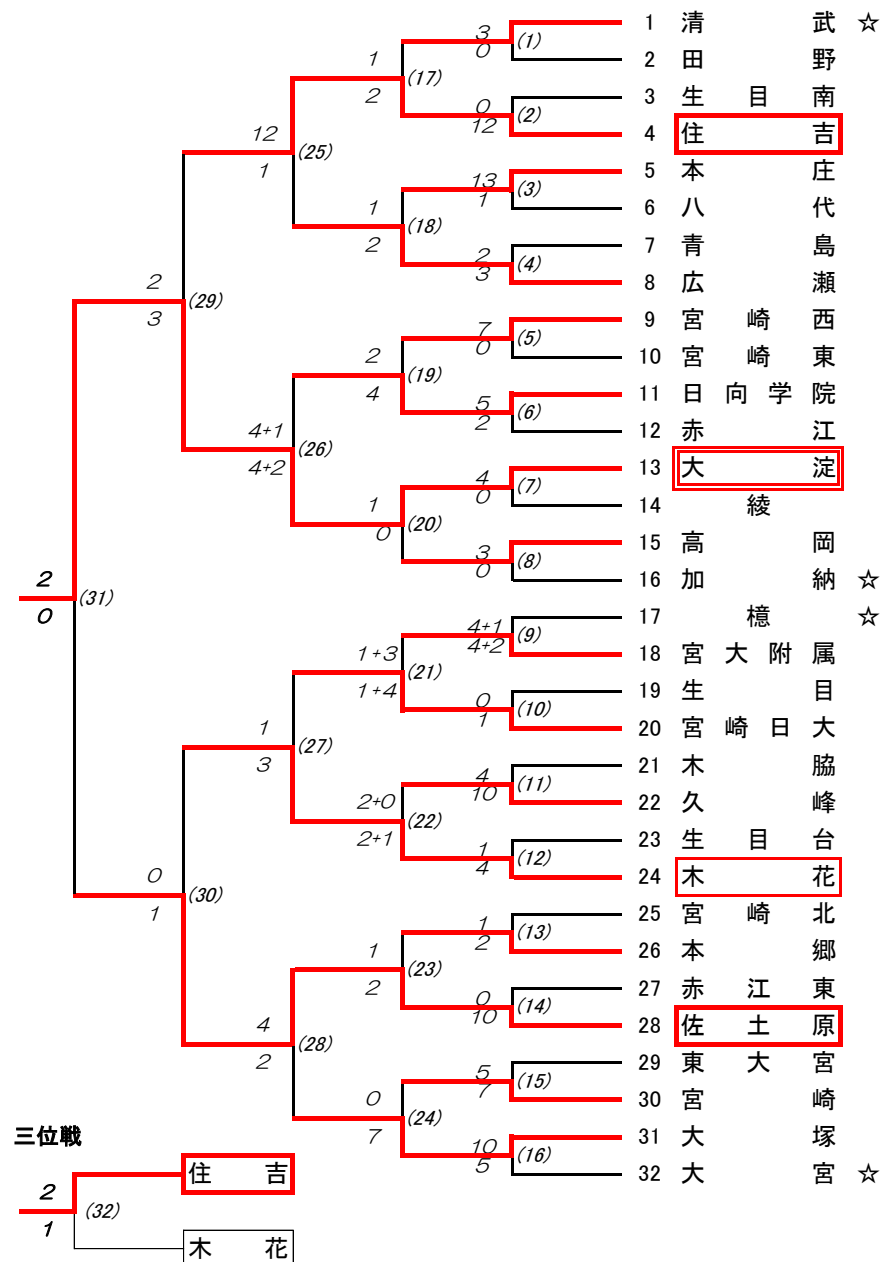 1 清武 ☆
3
0 (1)
2 田野
1
2 (17)
3 生目南
0
12 (2)
4 住吉
12
1 (25)
5 本庄
13
1 (3)
6 八代
1
2 (18)
7 青島
2
3 (4)
8 広瀬
2
3 (29)
9 宮崎西
7
0 (5)
10 宮崎東
2
4 (19)
11 日向学院
5
2 (6)
12 赤江
4+1
4+2 (26)
13 大淀
4
0 (7)
14 綾
1
0 (20)
15 高岡
3
0 (8)
16 加納 ☆
2
0 (31)
17 檍 ☆
4+1
4+2 (9)
18 宮大附属
1+3
1+4 (21)
19 生目
0
1 (10)
20 宮崎日大
1
3 (27)
21 木脇
4
10 (11)
22 久峰
2+0
2+1 (22)
23 生目台
1
4 (12)
24 木花
0
1 (30)
25 宮崎北
1
2 (13)
26 本郷
1
2 (23)
27 赤江東
0
10 (14)
28 佐土原
4
2 (28)
29 東大宮
5
7 (15)
30 宮崎
0
7 (24)
31 大塚
10
5 (16)
32 大宮 ☆
三位戦
住吉
2
1 (32)
木花